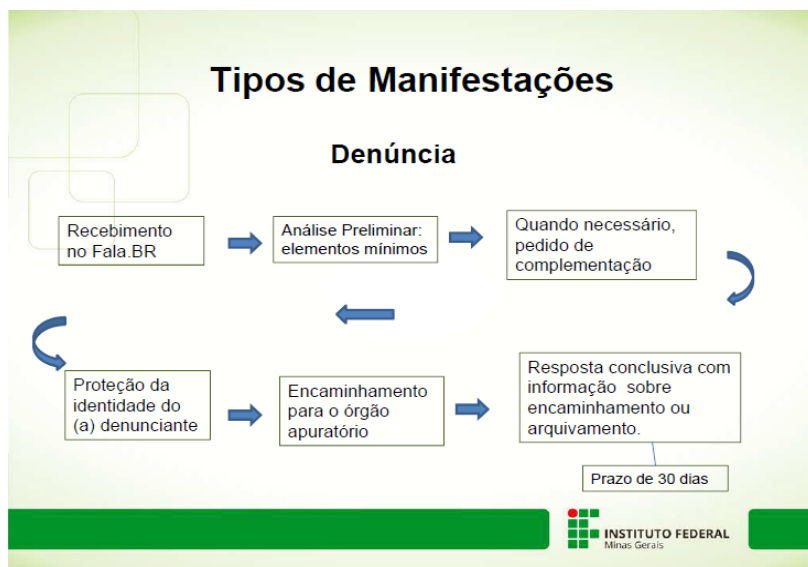 Tipos de Manifestações
Denúncia
Recebimento
no Fala.BR
Análise Preliminar:
elementos mínimos
Quando necessário,
pedido de
complementação
Proteção da
identidade do
(a) denunciante
Encaminhamento
para o órgão
apuratório
Resposta conclusiva com
informação sobre
encaminhamento ou
arquivamento.
Prazo de 30 dias
INSTITUTO FEDERAL
Minas Gerais